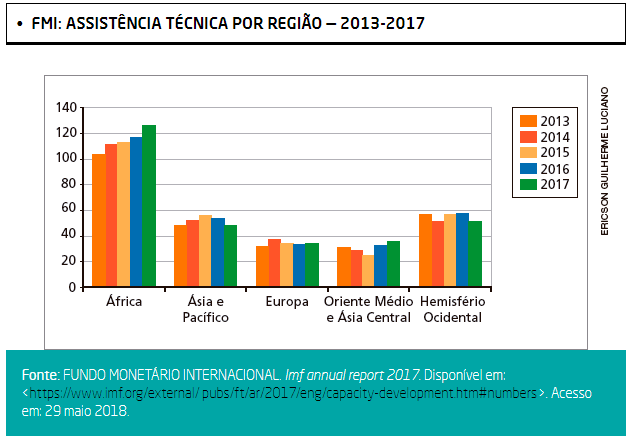 • FMI: ASSISTÊNCIA TÉCNICA POR REGIÃO – 2013-2017
140
120
100
80
60
40
20
0
África
Ásia e
Pacífico
Europa
Oriente Médio
e Ásia Central
Hemisfério
Ocidental
2013
2014
2015
2016
2017
ERICSON GUILHERME LUCIANO
Fonte: FUNDO MONETÁRIO INTERNACIONAL. Imf annual report 2017. Disponível em:
<https://www.imf.org/external/ pubs/ft/ar/2017/eng/capacity-development.htm#numbers>. Acesso
em: 29 maio 2018.